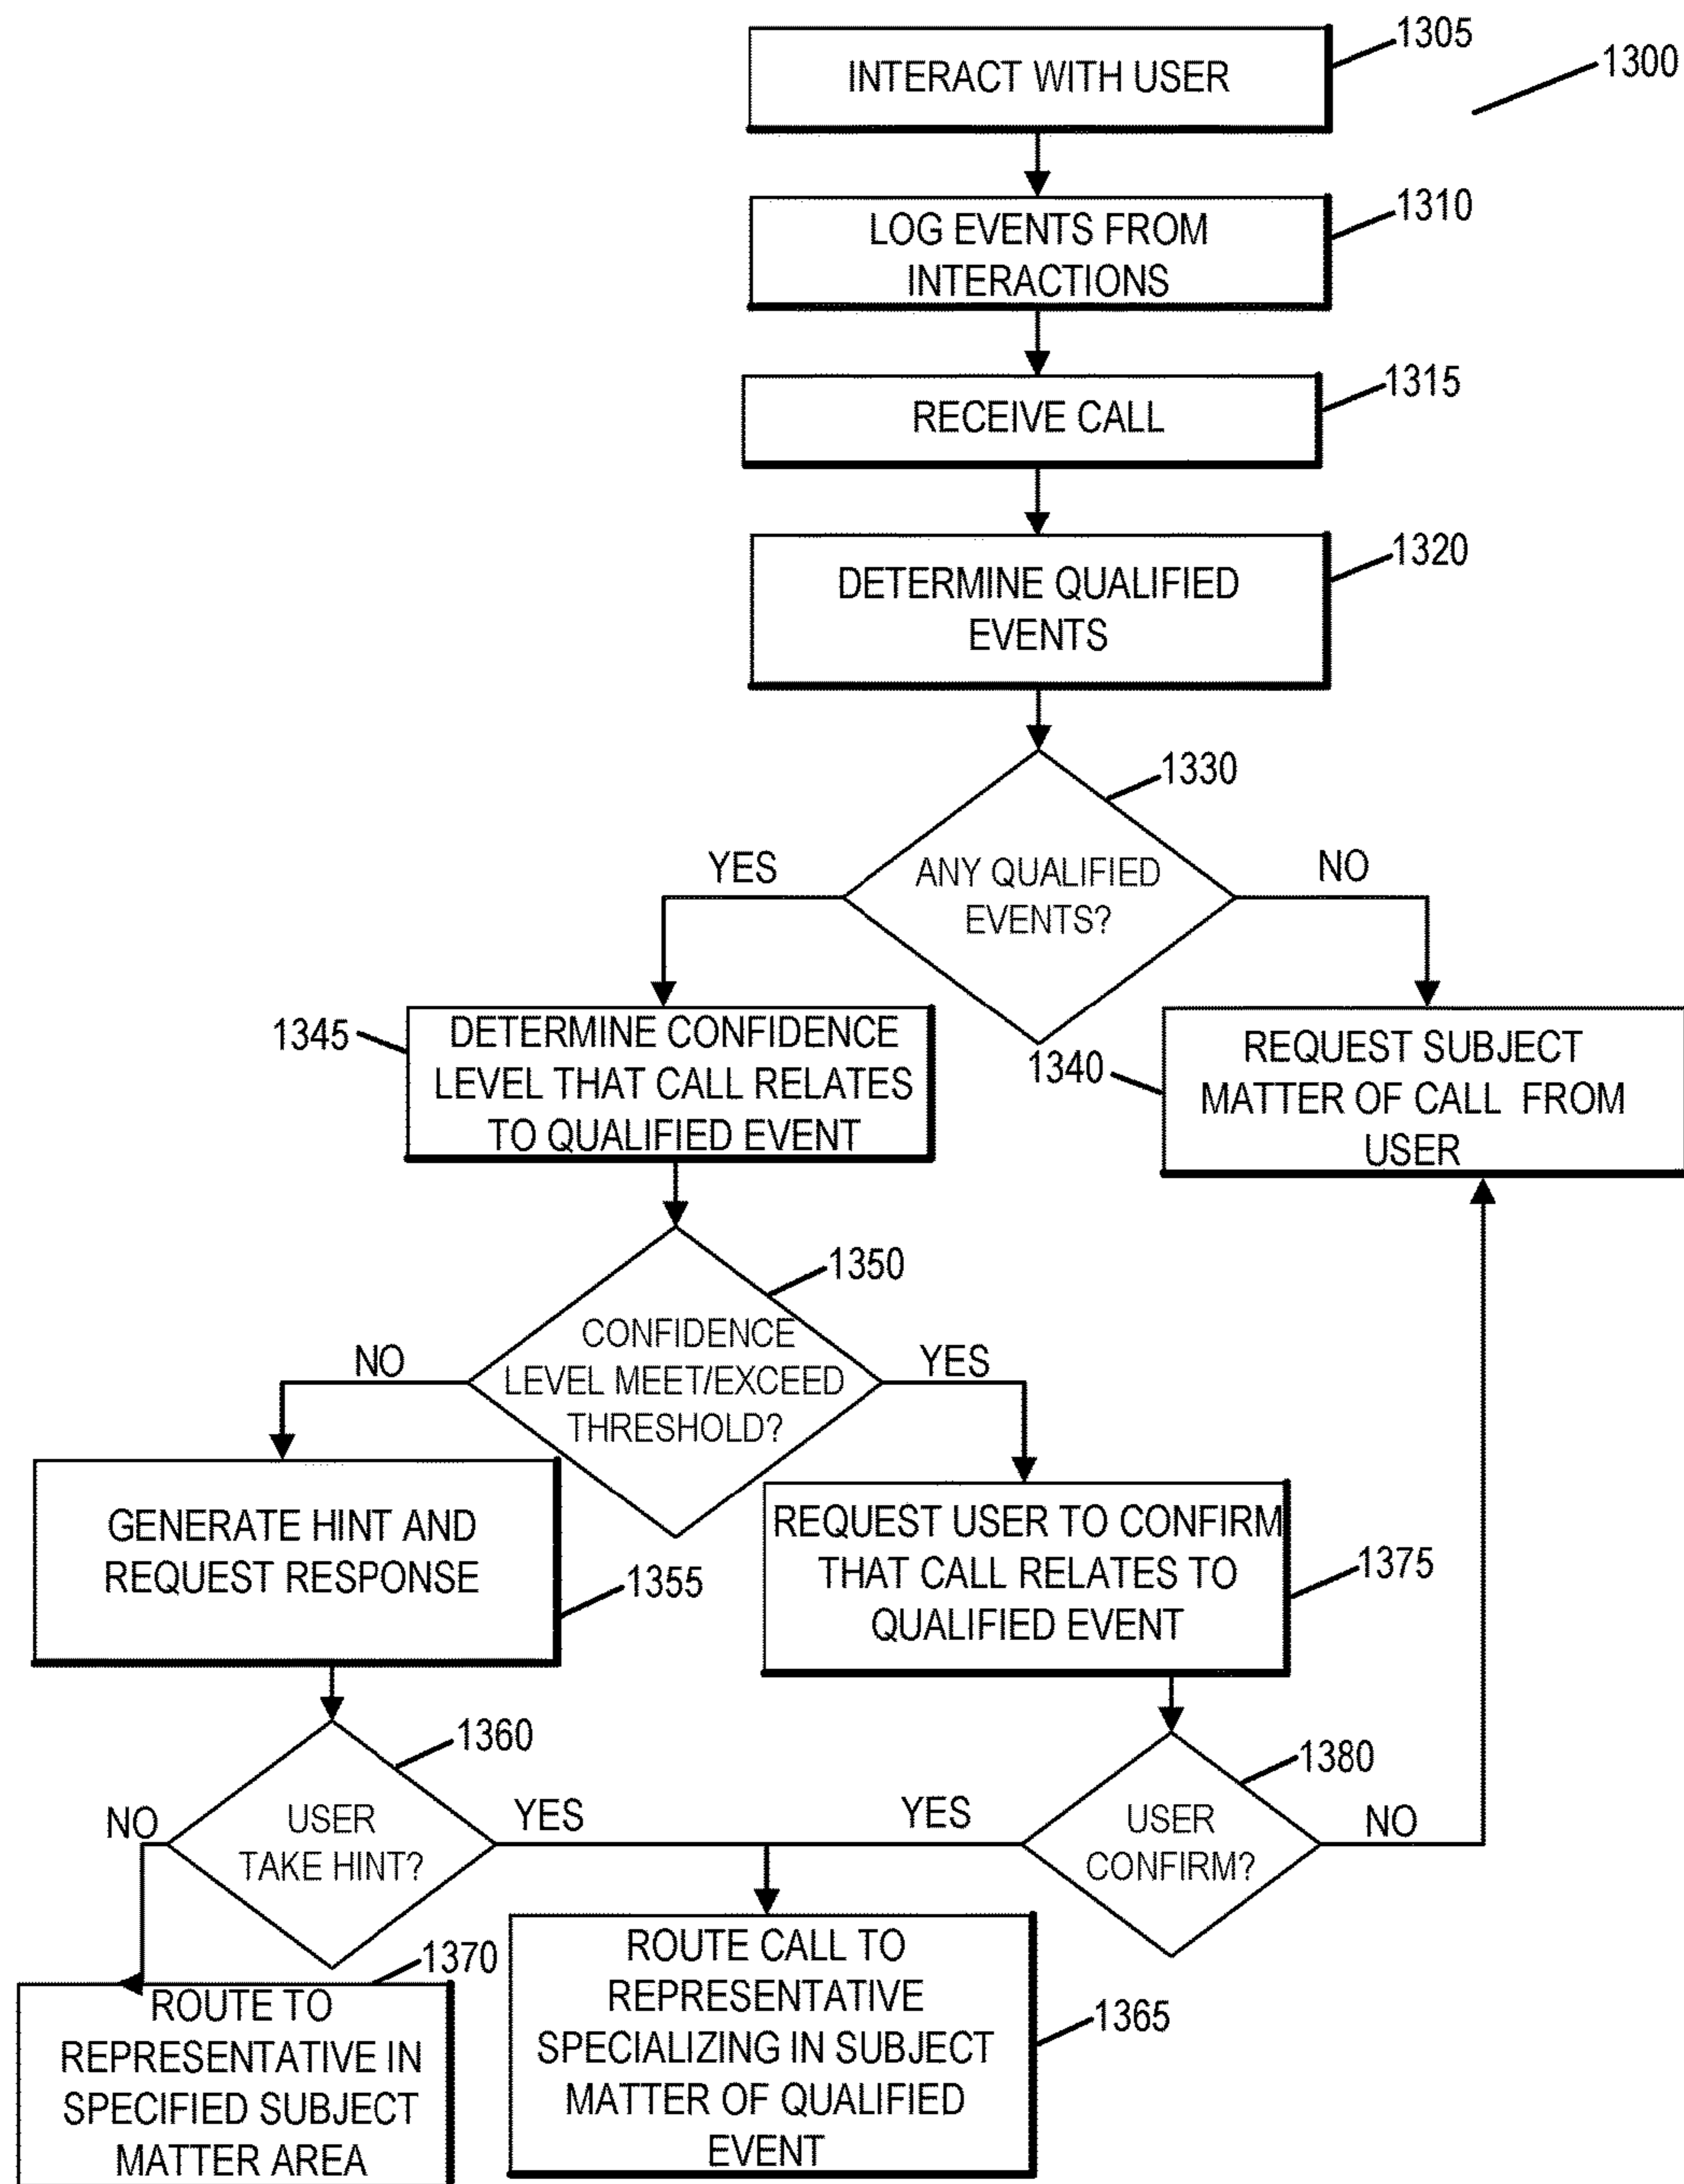 1305
1300
INTERACT WITH USER
1310
LOG EVENTS FROM
INTERACTIONS
1315
RECEIVE CALL
1320
DETERMINE QUALIFIED
EVENTS
1330
YES
ANY QUALIFIED
EVENTS?
NO
1345
DETERMINE CONFIDENCE
LEVEL THAT CALL RELATES
TO QUALIFIED EVENT
1340
REQUEST SUBJECT
MATTER OF CALL FROM
USER
1350
NO
CONFIDENCE
LEVEL MEET/EXCEED
THRESHOLD?
YES
GENERATE HINT AND
REQUEST RESPONSE
1355
REQUEST USER TO CONFIRM
THAT CALL RELATES TO
QUALIFIED EVENT
1375
1360
NO
USER
TAKE HINT?
YES
1380
YES
USER
CONFIRM?
NO
1370
ROUTE TO
REPRESENTATIVE IN
SPECIFIED SUBJECT
MATTER AREA
ROUTE CALL TO
REPRESENTATIVE
SPECIALIZING IN SUBJECT
MATTER OF QUALIFIED
EVENT
1365